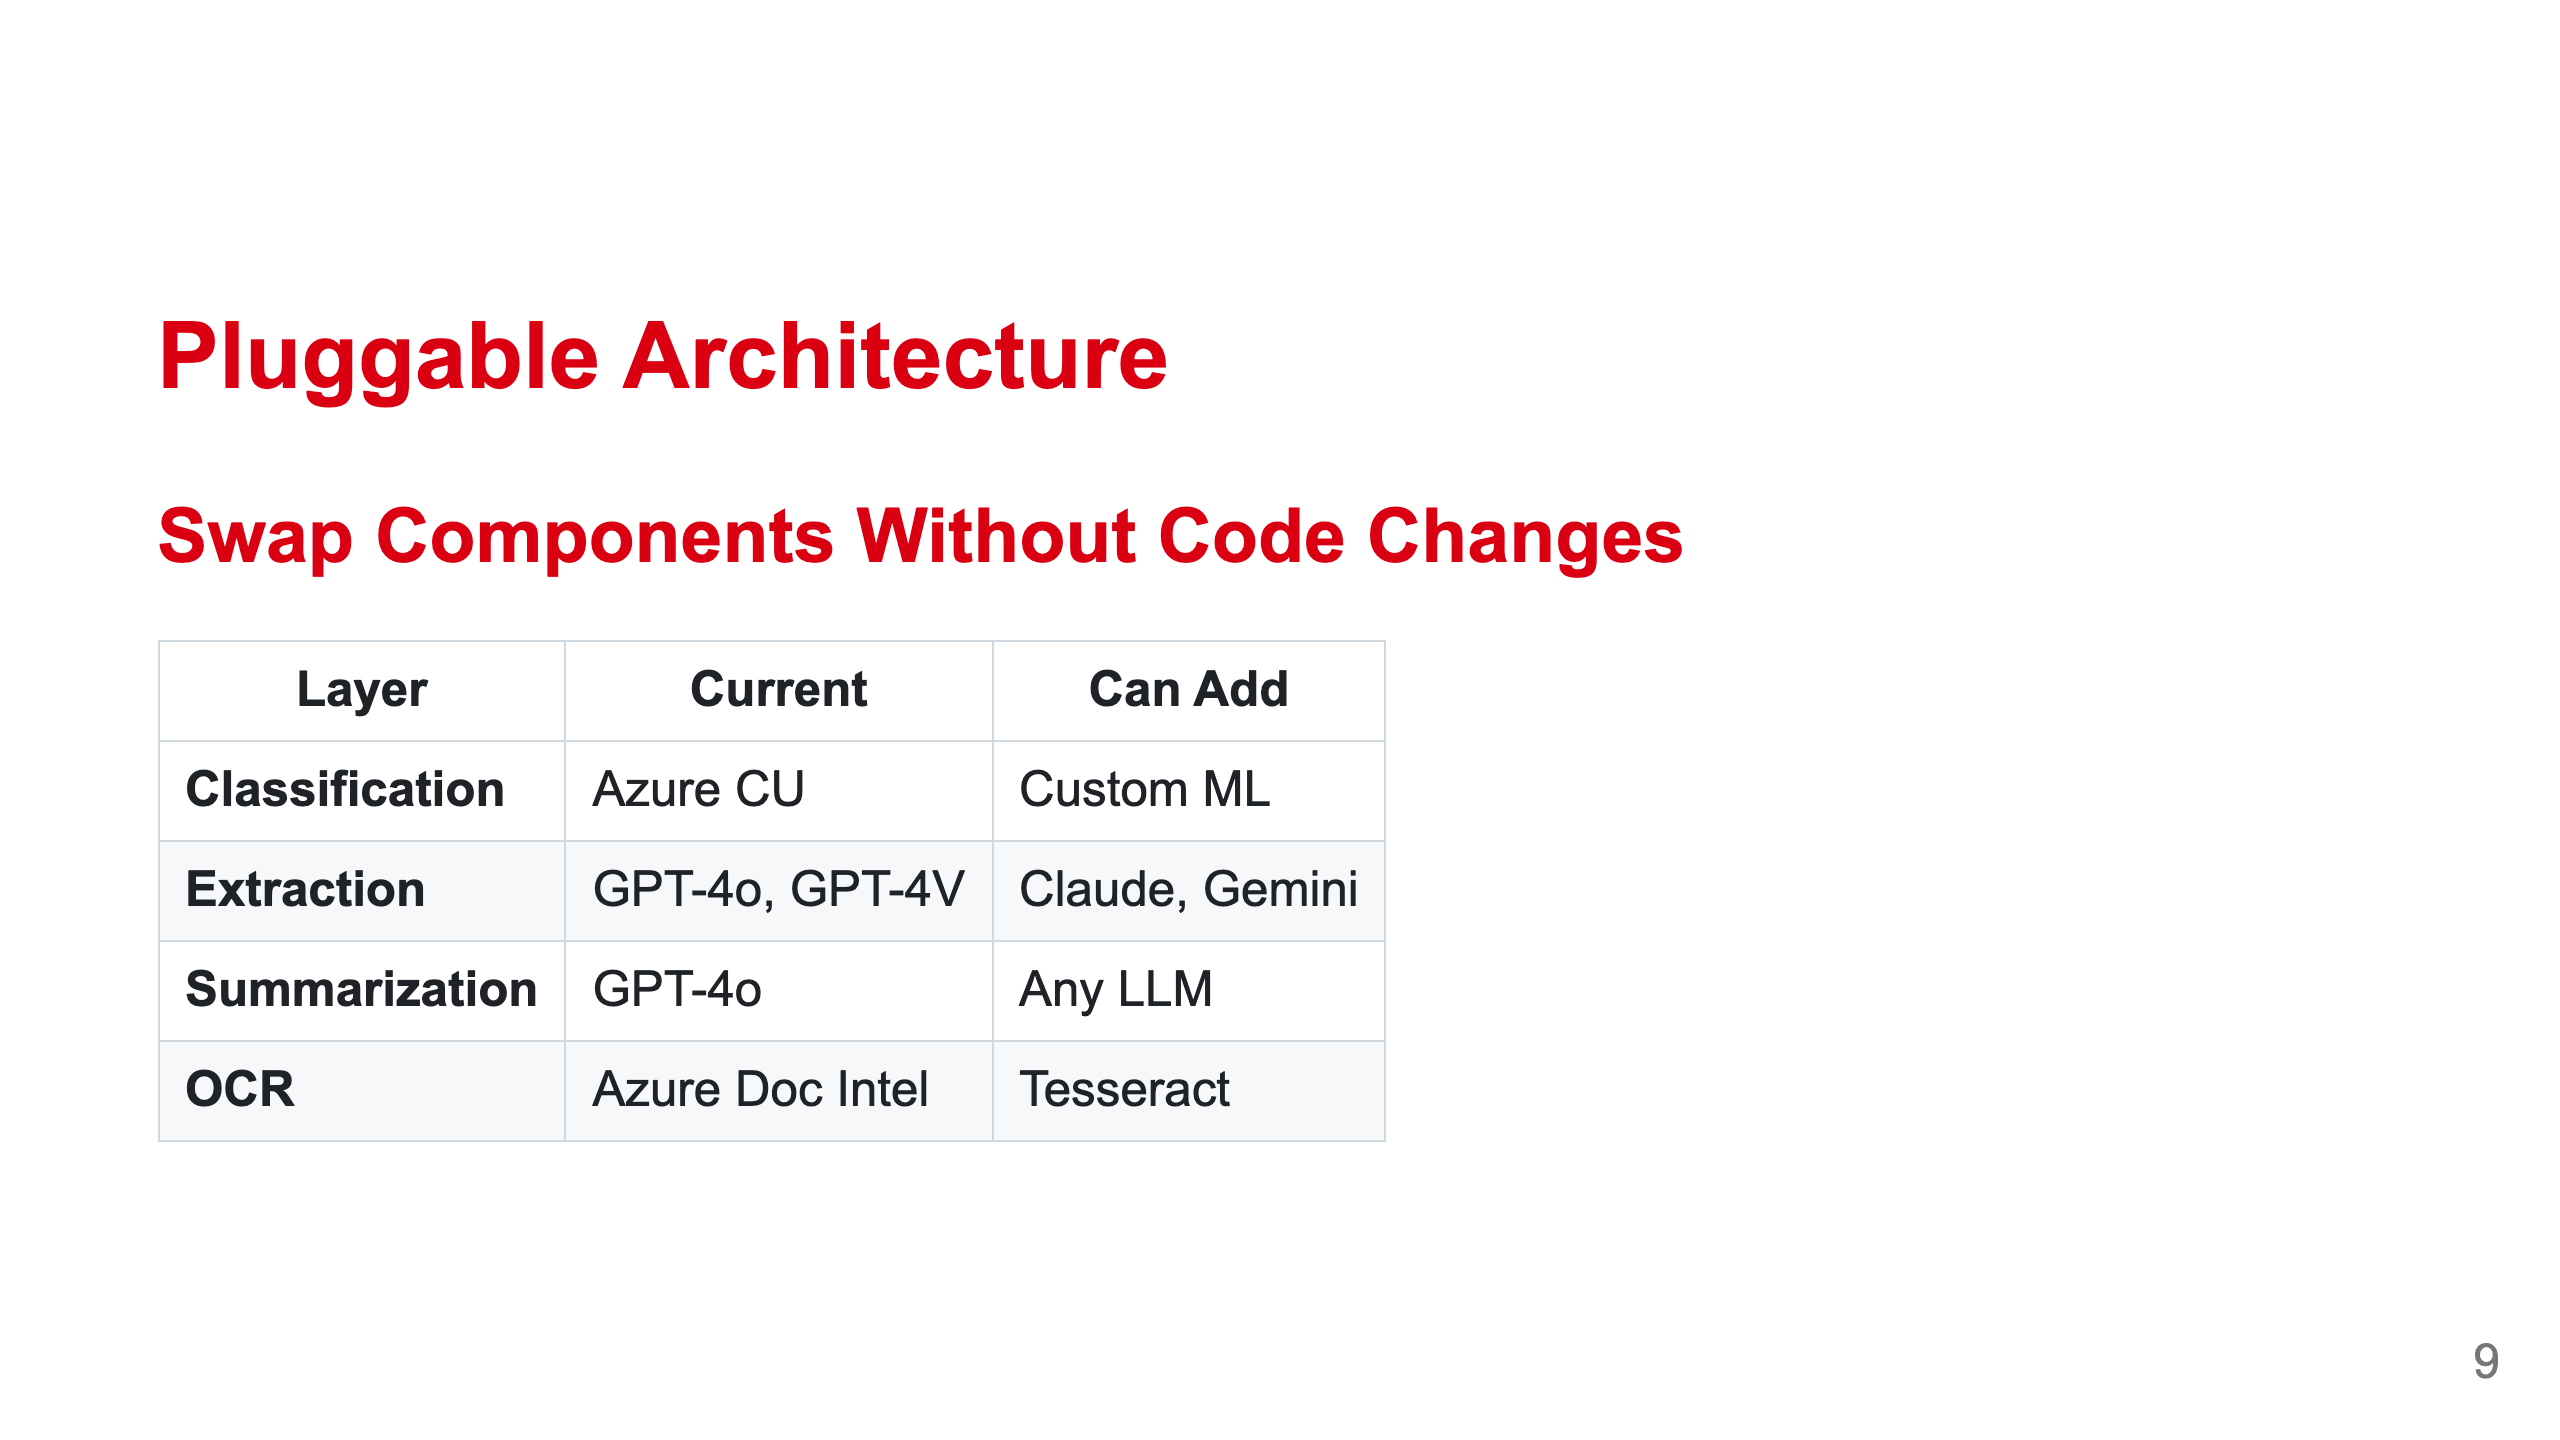 Pluggable Architecture
Swap Components Without Code Changes
Layer Current Can Add
Classification Azure CU Custom ML
Extraction GPT-4o, GPT-4V Claude, Gemini
Summarization GPT-4o Any LLM
OCR Azure Doc Intel Tesseract
9